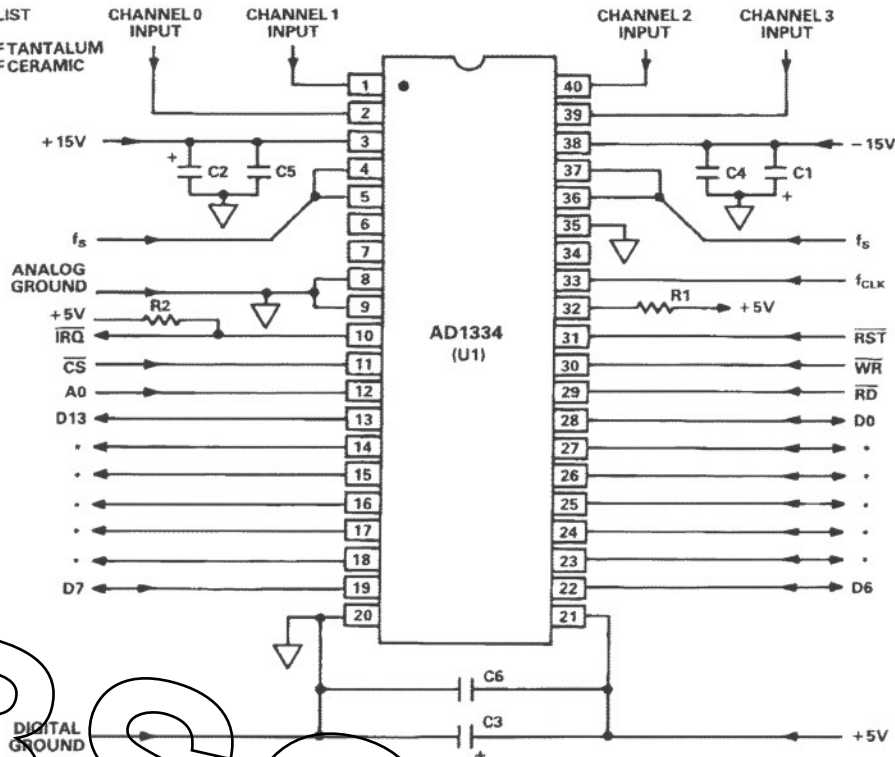 LIST
F TANTALUM
F CERAMIC
CHANNEL 0
INPUT
CHANNEL 1
INPUT
CHANNEL 2
INPUT
CHANNEL 3
INPUT
+15V
+
C2
C5
fS
ANALOG
GROUND
+5V
R2
IRQ
CS
A0
D13
D7
1
2
3
4
5
6
7
8
9
10
11
12
13
14
15
16
17
18
19
20
AD1334
(U1)
40
39
38
37
36
35
34
33
32
31
30
29
28
27
26
25
24
23
22
21
-15V
C4
C1
+
fS
fCLK
R1
+5V
RST
WR
RD
D0
D6
C6
C3
+
DIGITAL
GROUND
+5V